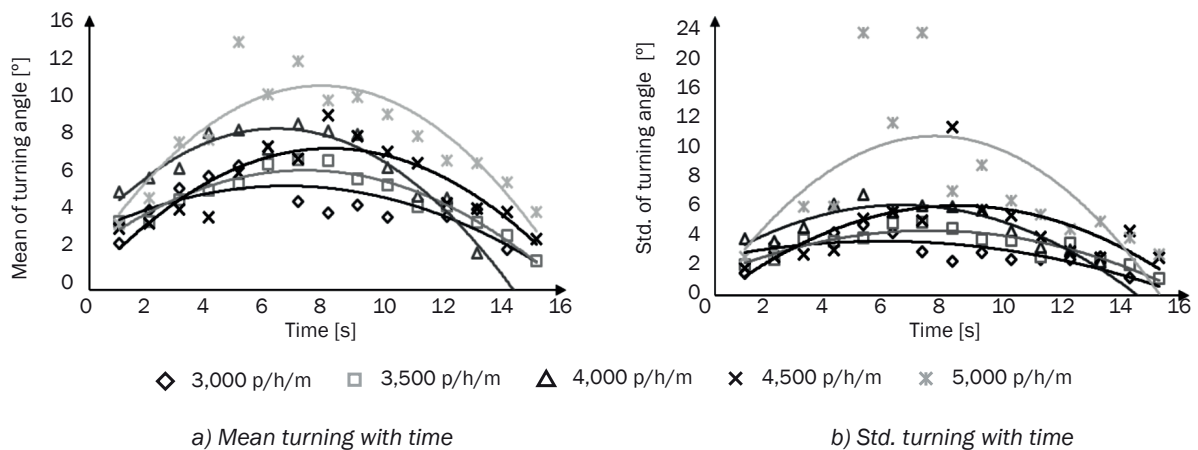 Mean of turning angle [º]
16
12
10
8
6
4
2
0
0 2 4 6 8 10 12 14 16
Time [s]
Std. of turning angle [º]
24
20
16
12
8
6
4
2
0
0 2 4 6 8 10 12 14 16
Time [s]
3,000 p/h/m 3,500 p/h/m 4,000 p/h/m 4,500 p/h/m 5,000 p/h/m
a) Mean turning with time
b) Std. turning with time